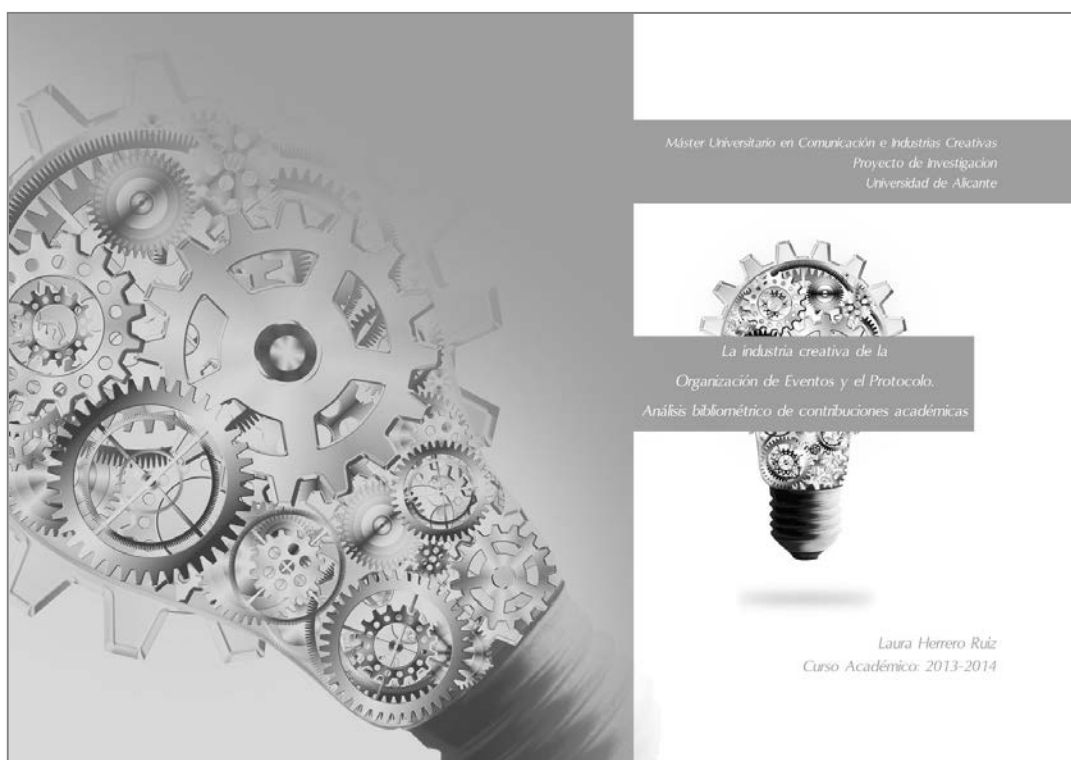 Máster Universitario en Comunicación e Industrias Creativas
Proyecto de Investigacion
Universidad de Alicante
La industria creativa de la
Organización de Eventos y el Protocolo.
Análisis bibliométrico de contribuciones académicas
Laura Herrero Ruiz
Curso Académico: 2013-2014